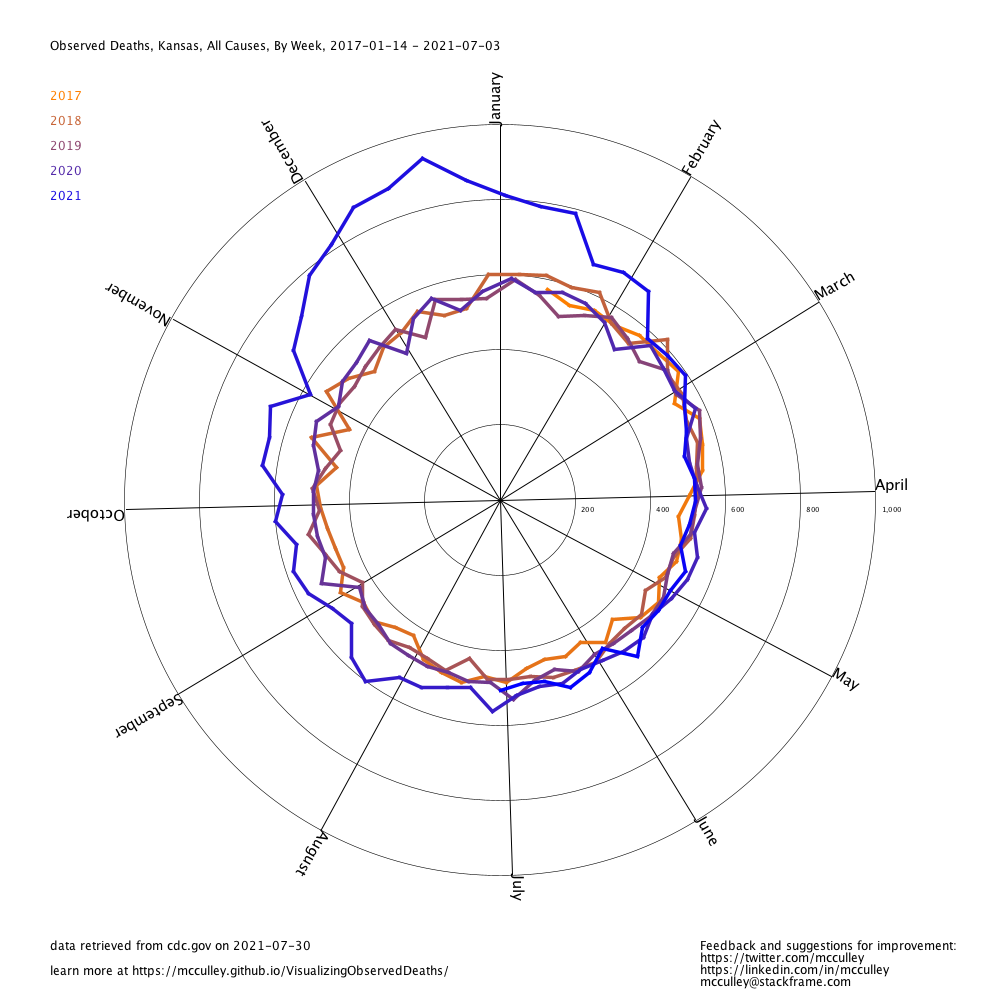 Observed Deaths, Kansas, All Causes, By Week, 2017-01-14 - 2021-07-03
2017
2018
2019
2020
2021
January
February
March
April
May
June
July
August
September
October
November
December
200
400
600
800
1,000
data retrieved from cdc.gov on 2021-07-30
learn more at https://mcculley.github.io/VisualizingObservedDeaths/
Feedback and suggestions for improvement:
https://twitter.com/mcculley
https://linkedin.com/in/mcculley
mcculley@stackframe.com